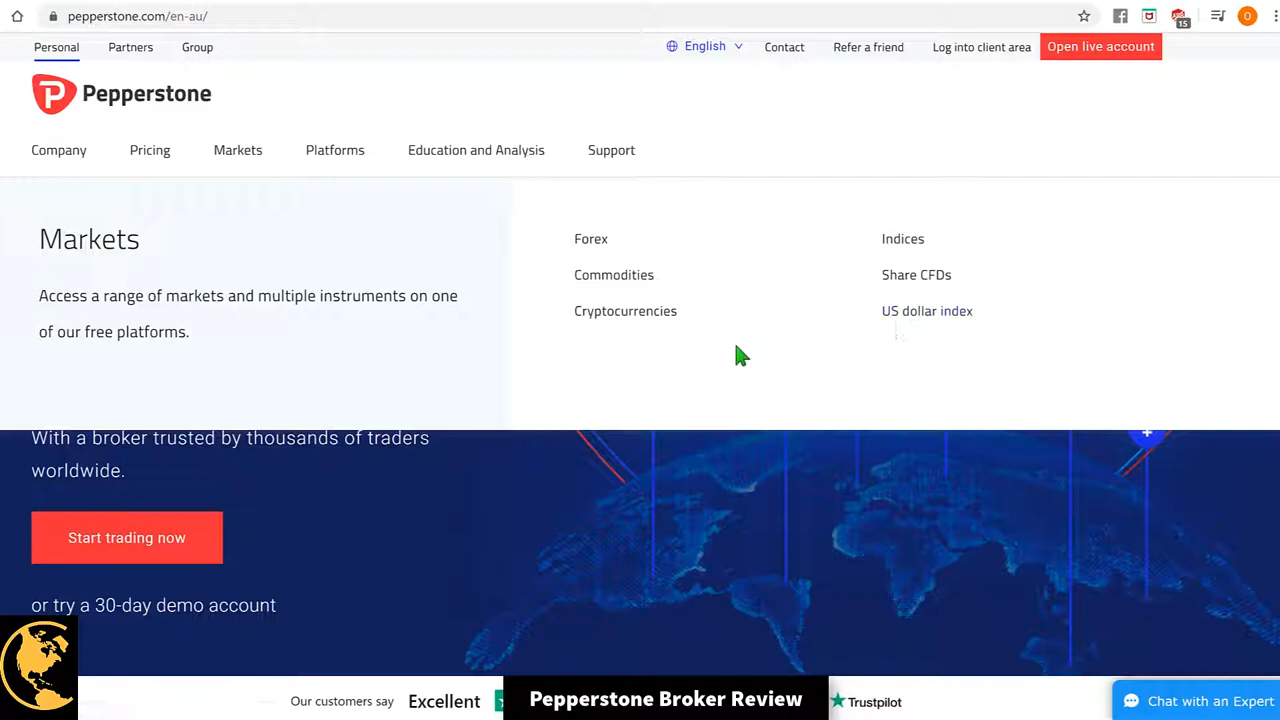 pepperstone.com/en-au/
15
O
Personal Partners Group English Contact Refer a friend Log into client area Open live account
P Pepperstone
Company Pricing Markets Platforms Education and Analysis Support
Markets
Access a range of markets and multiple instruments on one
of our free platforms.
Forex Indices
Commodities Share CFDs
Cryptocurrencies US dollar index
With a broker trusted by thousands of traders
worldwide.
Start trading now
or try a 30-day demo account
Our customers say Excellent Trustpilot
Pepperstone Broker Review
Chat with an Expert